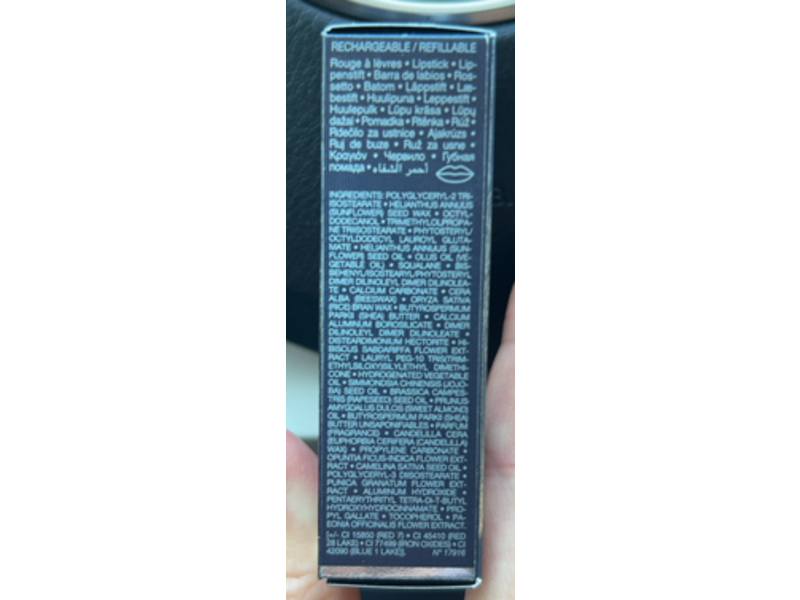 RECHARGEABLE / REFILLABLE
Rouge à lèvres • Lipstick • Lip-
penstift • Barra de labios • Ros-
setto • Batom • Läppstift • Læ-
bestift • Huulipuna • Leppestift •
Huulepulk • Lūpu krāsa • Lūpų
dažai • Pomadka • Rtěnka • Rúž •
Rdečilo za ustnice • Ajakrúzs •
Ruj de buze • Ruž za usne •
Κραγιόν • Червило • Губная
помада • أحمر الشفاه
INGREDIENTS: POLYGLYCERYL-2 TRI-
ISOSTEARATE • HELIANTHUS ANNUUS
(SUNFLOWER) SEED WAX • OCTYL-
DODECANOL • TRIMETHYLOLPROPA-
NE TRIISOSTEARATE • PHYTOSTERYL/
OCTYLDODECYL LAUROYL GLUTA-
MATE • HELIANTHUS ANNUUS (SUN-
FLOWER) SEED OIL • OLUS OIL (VE-
GETABLE OIL) • SQUALANE • BIS-
BEHENYL/ISOSTEARYL/PHYTOSTERYL
DIMER DILINOLEYL DIMER DILINOLEA-
TE • CALCIUM CARBONATE • CERA
ALBA (BEESWAX) • ORYZA SATIVA
(RICE) BRAN WAX • BUTYROSPERMUM
PARKII (SHEA) BUTTER • CALCIUM
ALUMINUM BOROSILICATE • DIMER
DILINOLEYL DIMER DILINOLEATE •
DISTEARDIMONIUM HECTORITE • HI-
BISCUS SABDARIFFA FLOWER EXT-
RACT • LAURYL PEG-10 TRIS(TRIM-
ETHYLSILOXY)SILYLETHYL DIMETHI-
CONE • HYDROGENATED VEGETABLE
OIL • SIMMONDSIA CHINENSIS (JOJO-
BA) SEED OIL • BRASSICA CAMPES-
TRIS (RAPESEED) SEED OIL • PRUNUS
AMYGDALUS DULCIS (SWEET ALMOND)
OIL • BUTYROSPERMUM PARKII (SHEA)
BUTTER UNSAPONIFIABLES • PARFUM
(FRAGRANCE) • CANDELILLA CERA
(EUPHORBIA CERIFERA (CANDELILLA)
WAX) • PROPYLENE CARBONATE •
OPUNTIA FICUS-INDICA FLOWER EXT-
RACT • CAMELINA SATIVA SEED OIL •
POLYGLYCERYL-3 DIISOSTEARATE •
PUNICA GRANATUM FLOWER EXT-
RACT • ALUMINUM HYDROXIDE •
PENTAERYTHRITYL TETRA-DI-T-BUTYL
HYDROXYHYDROCINNAMATE • PRO-
PYL GALLATE • TOCOPHEROL • PA-
EONIA OFFICINALIS FLOWER EXTRACT.
[+/- CI 15850 (RED 7) • CI 45410 (RED
28 LAKE) • CI 77499 (IRON OXIDES) • CI
42090 (BLUE 1 LAKE)]. N° 17916